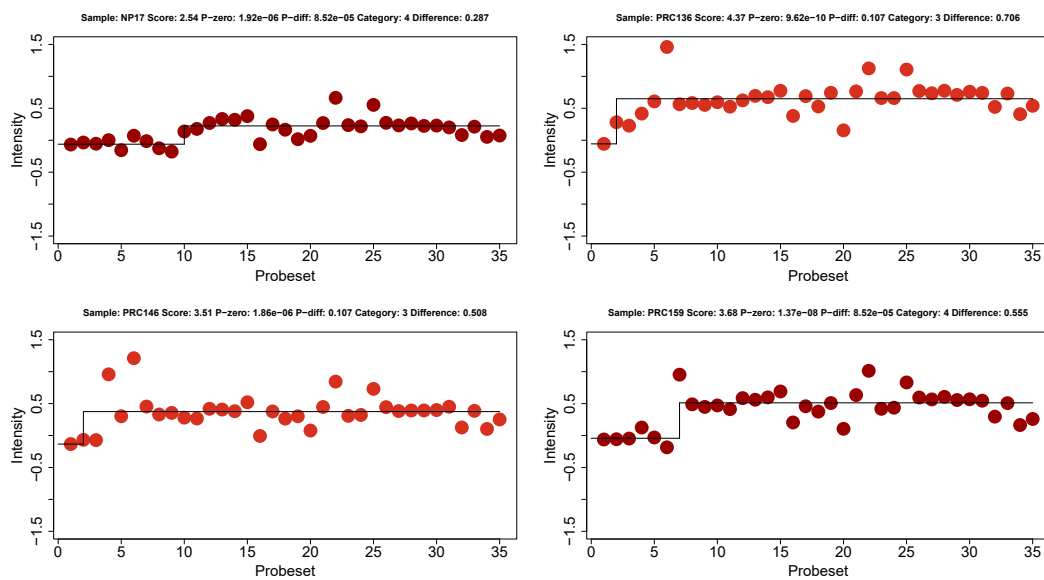 Sample: NP17 Score: 2.54 P-zero: 1.92e-06 P-diff: 8.52e-05 Category: 4 Difference: 0.287
1.5
0.5
−0.5
−1.5
Intensity
0 5 10 15 20 25 30 35
Probeset
Sample: PRC136 Score: 4.37 P-zero: 9.62e-10 P-diff: 0.107 Category: 3 Difference: 0.706
1.5
0.5
−0.5
−1.5
Intensity
0 5 10 15 20 25 30 35
Probeset
Sample: PRC146 Score: 3.51 P-zero: 1.86e-06 P-diff: 0.107 Category: 3 Difference: 0.508
1.5
0.5
−0.5
−1.5
Intensity
0 5 10 15 20 25 30 35
Probeset
Sample: PRC159 Score: 3.68 P-zero: 1.37e-08 P-diff: 8.52e-05 Category: 4 Difference: 0.555
1.5
0.5
−0.5
−1.5
Intensity
0 5 10 15 20 25 30 35
Probeset